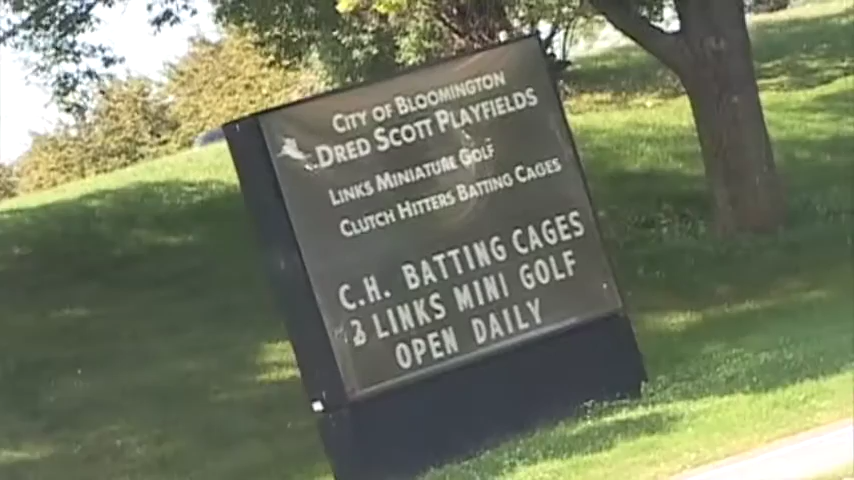 City of Bloomington
Dred Scott Playfields
Links Miniature Golf
Clutch Hitters Batting Cages
C.H. BATTING CAGES
& LINKS MINI GOLF
OPEN DAILY